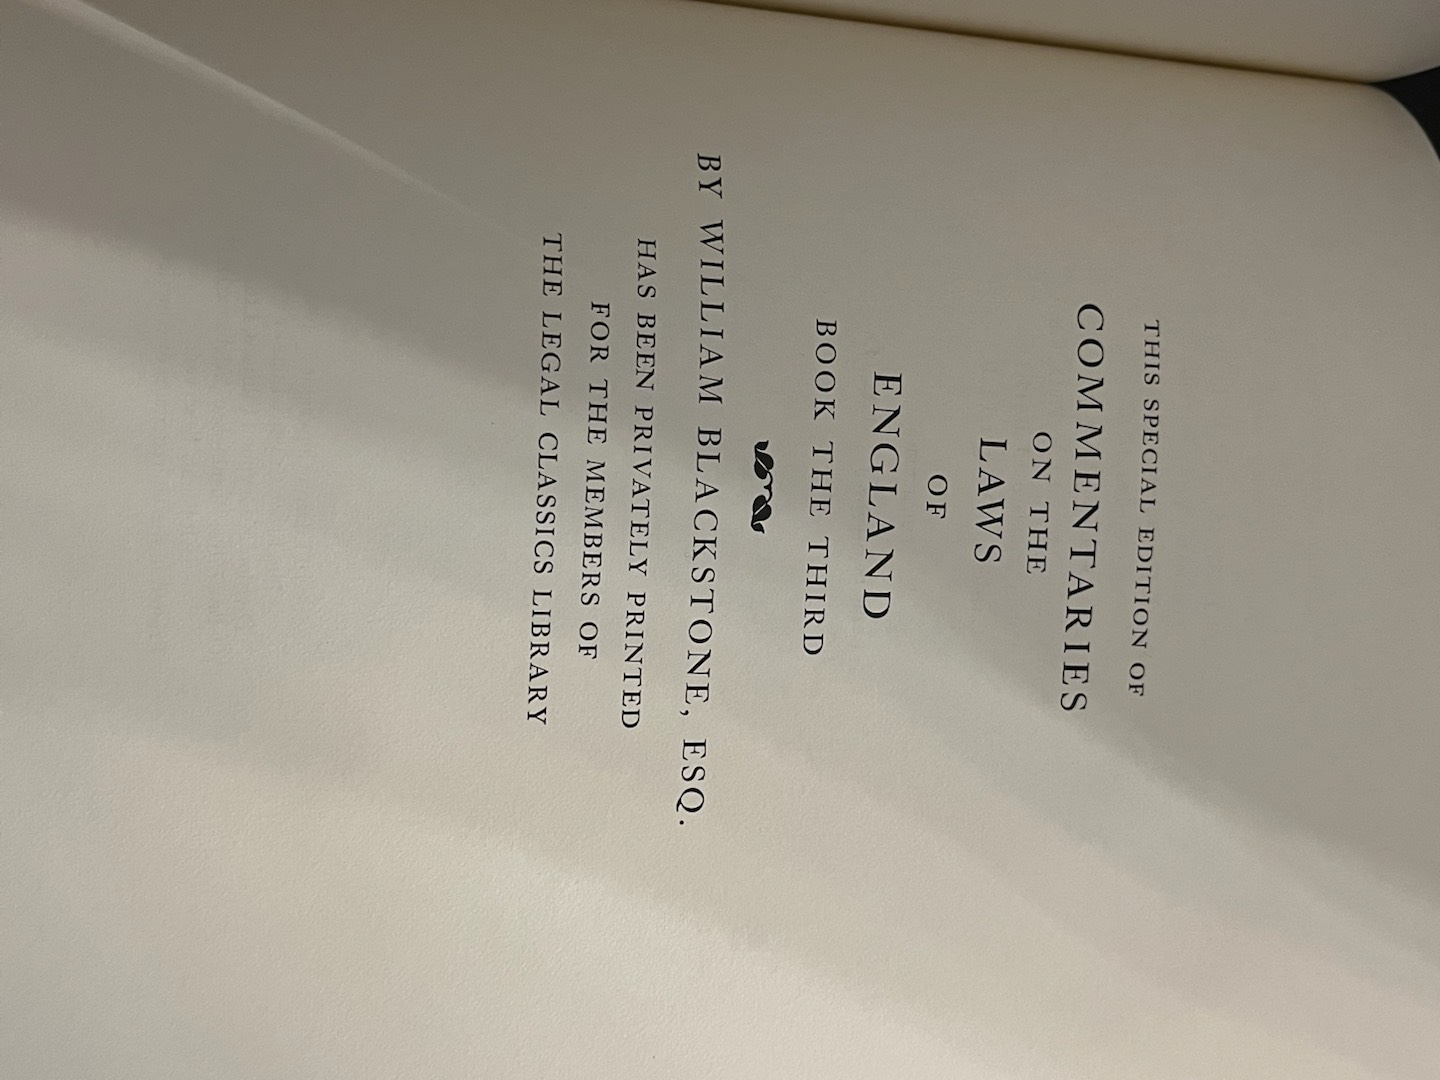 THIS SPECIAL EDITION OF
COMMENTARIES
ON THE
LAWS
OF
ENGLAND
BOOK THE THIRD
BY WILLIAM BLACKSTONE, ESQ.
HAS BEEN PRIVATELY PRINTED
FOR THE MEMBERS OF
THE LEGAL CLASSICS LIBRARY